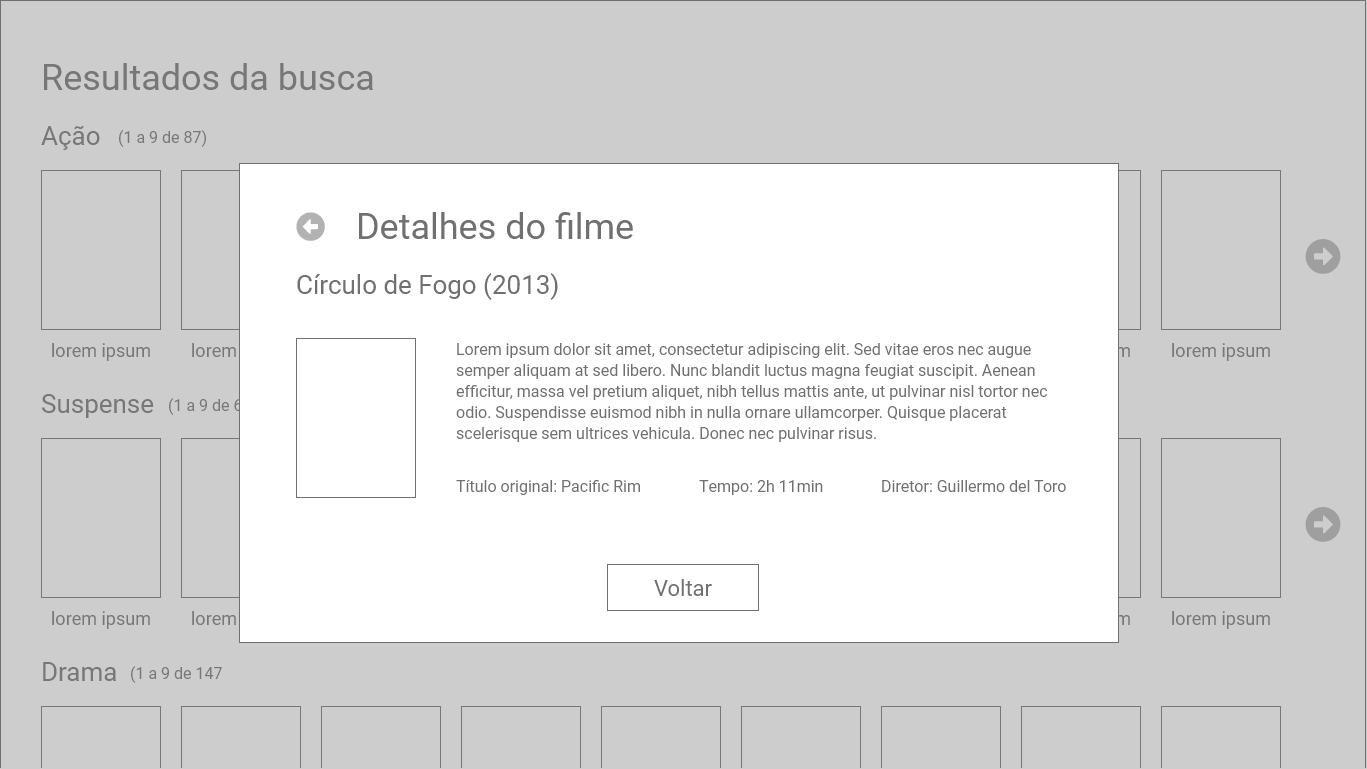 Resultados da busca
Ação (1 a 9 de 87)
Detalhes do filme
Círculo de Fogo (2013)
Lorem ipsum dolor sit amet, consectetur adipiscing elit. Sed vitae eros nec augue
semper aliquam at sed libero. Nunc blandit luctus magna feugiat suscipit. Aenean
efficitur, massa vel pretium aliquet, nibh tellus mattis ante, ut pulvinar nisl tortor nec
odio. Suspendisse euismod nibh in nulla ornare ullamcorper. Quisque placerat
scelerisque sem ultrices vehicula. Donec nec pulvinar risus.
Título original: Pacific Rim Tempo: 2h 11min Diretor: Guillermo del Toro
Voltar
lorem ipsum lorem m lorem ipsum
Suspense (1 a 9 de
lorem ipsum lorem m lorem ipsum
Drama (1 a 9 de 147